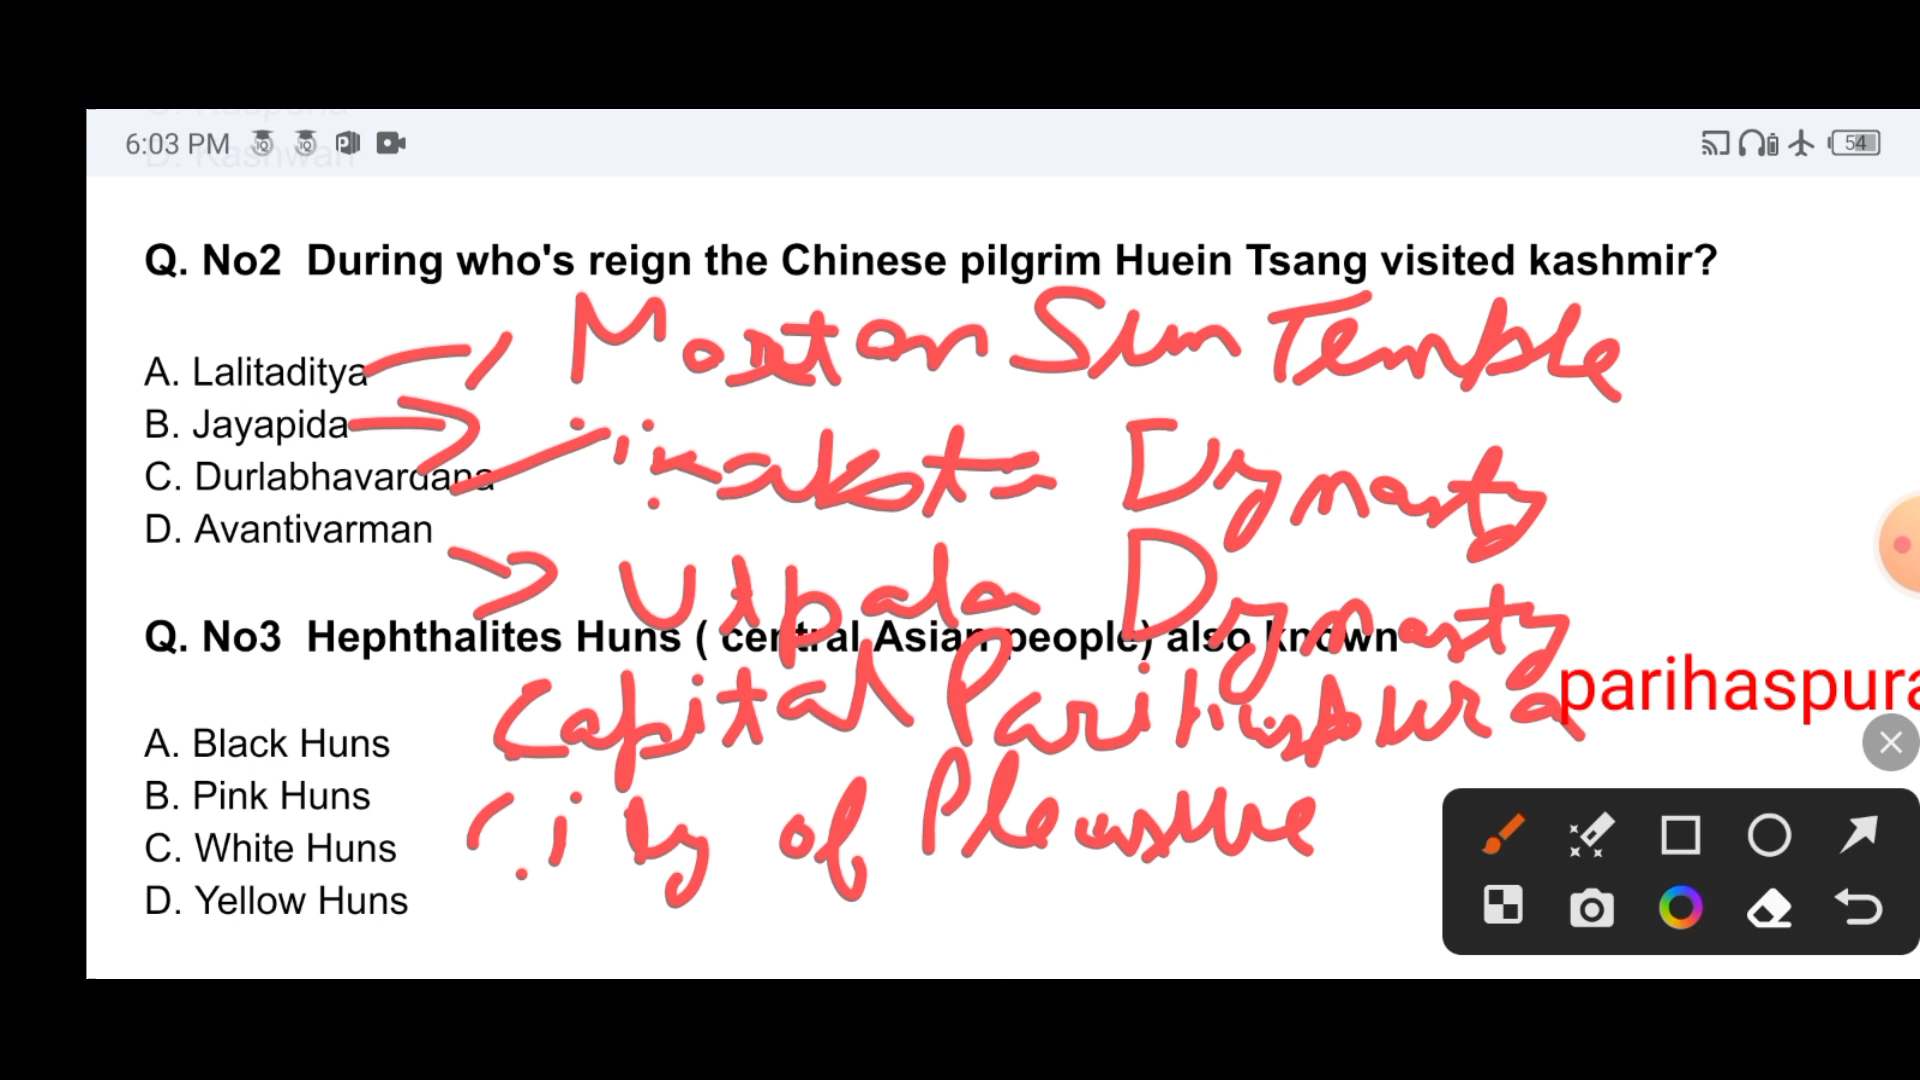 D. Kashwan
6:03 PM
54
Q. No2 During who's reign the Chinese pilgrim Huein Tsang visited kashmir?
Martan Sun Temple
A. Lalitaditya
B. Jayapida
Dynasty
C. Durlabhavardana
D. Avantivarman
Utpala Dynasty
Q. No3 Hephthalites Huns ( central Asian people) also known
Capital Parihaspura
parihaspura
A. Black Huns
B. Pink Huns
City of Pleasure
C. White Huns
D. Yellow Huns